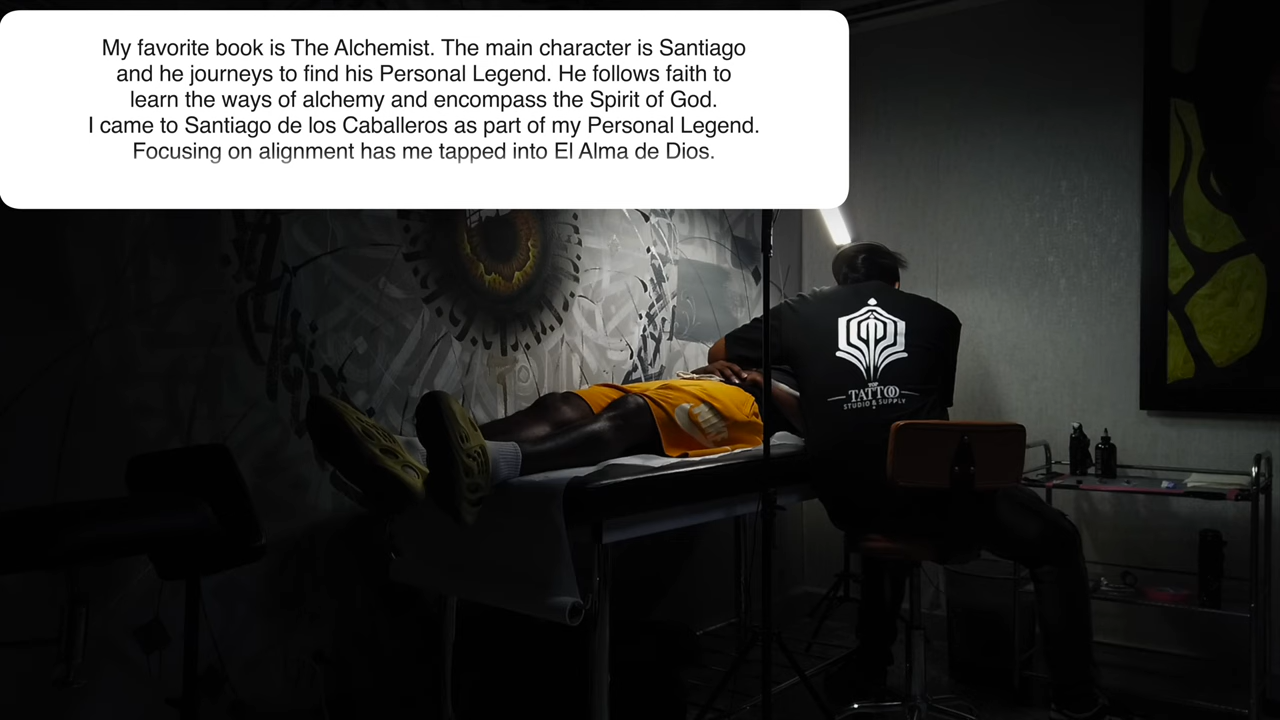 My favorite book is The Alchemist. The main character is Santiago
and he journeys to find his Personal Legend. He follows faith to
learn the ways of alchemy and encompass the Spirit of God.
I came to Santiago de los Caballeros as part of my Personal Legend.
Focusing on alignment has me tapped into El Alma de Dios.
TOP
TATTOO
STUDIO & SUPPLY